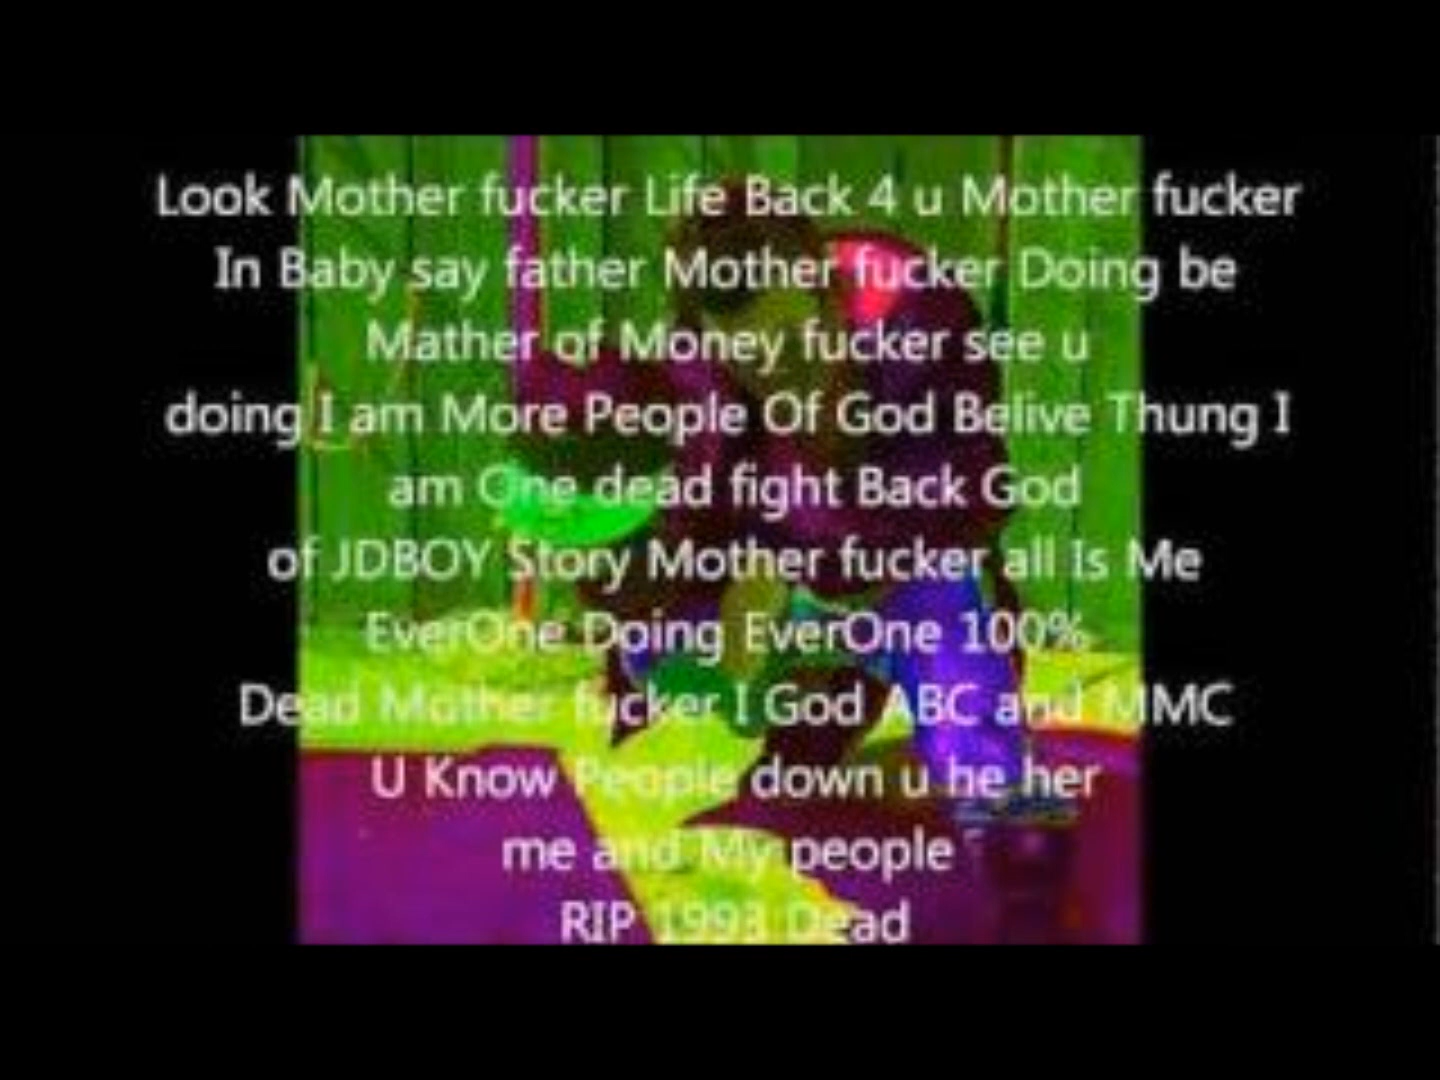 Look Mother fucker Life Back 4 u Mother fucker
In Baby say father Mother fucker Doing be
Mather of Money fucker see u
doing I am More People Of God Belive Thung I
am One dead fight Back God
of JDBOY Story Mother fucker all Is Me
EverOne Doing EverOne 100%
Dead Mother fucker I God ABC and MMC
U Know People down u he her
me and My people
RIP 1993 Dead